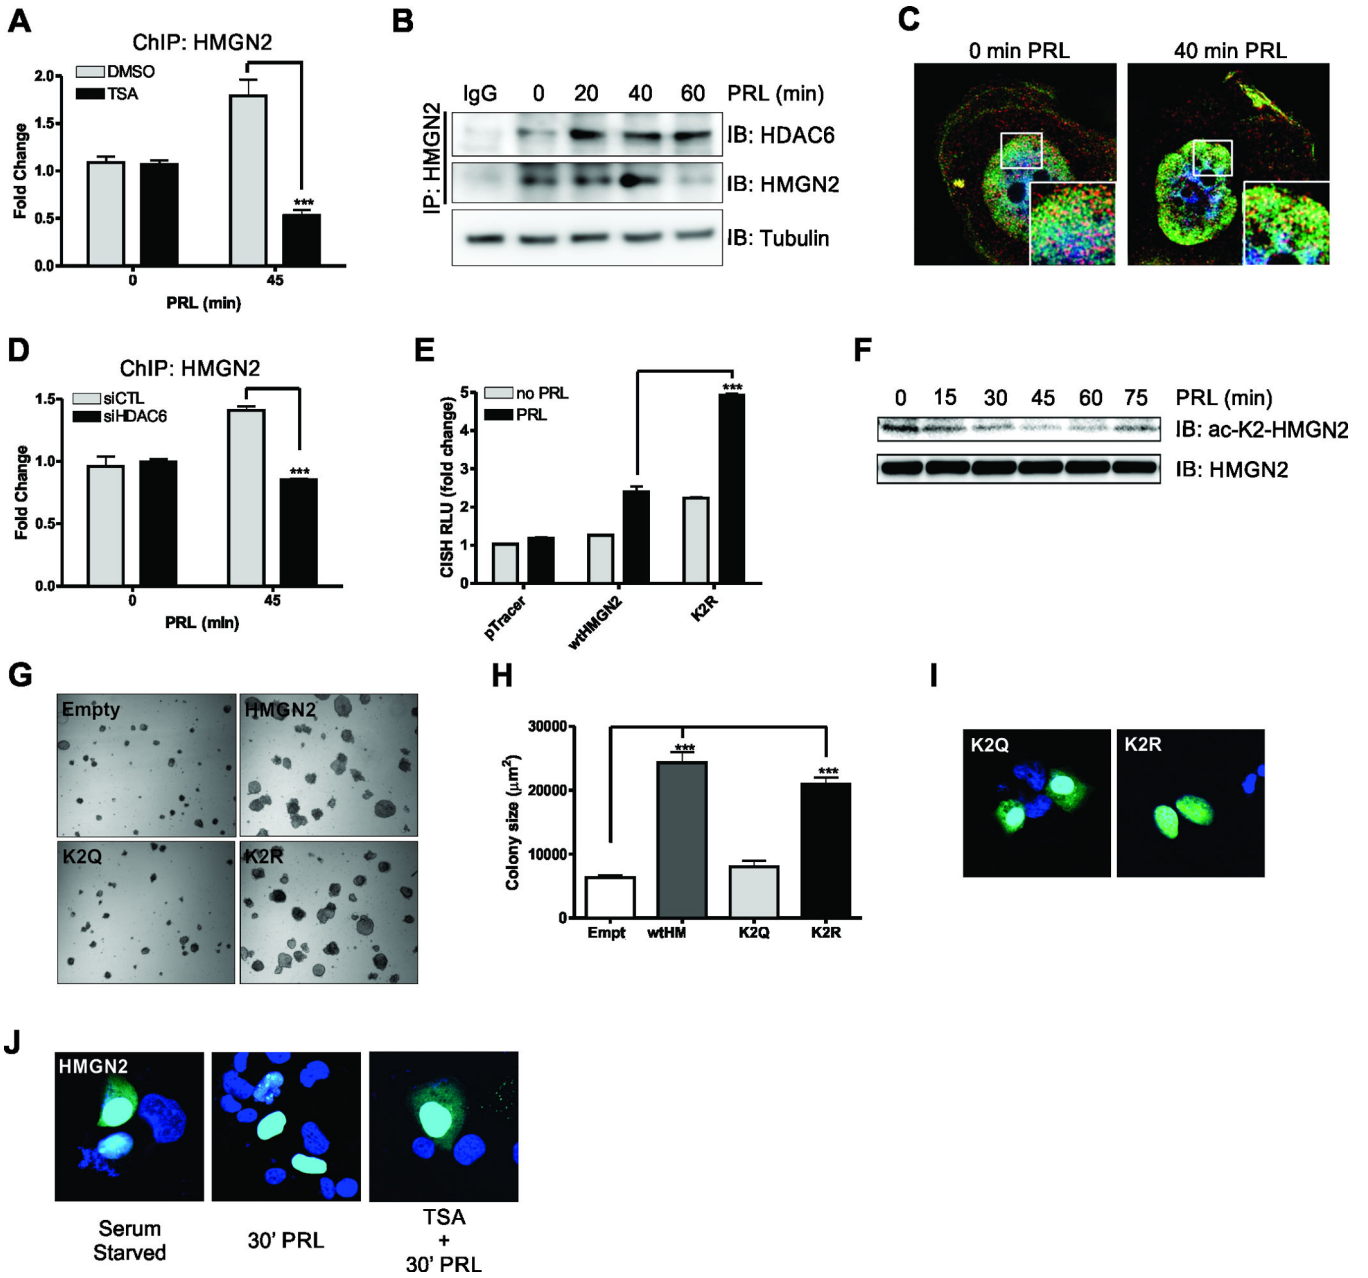 A
ChIP: HMGN2
DMSO
TSA
2.0
1.5
1.0
0.5
0.0
Fold Change
***
0
45
PRL (min)
B
IgG 0 20 40 60 PRL (min)
IP: HMGN2
IB: HDAC6
IB: HMGN2
IB: Tubulin
C
0 min PRL
40 min PRL
D
ChIP: HMGN2
siCTL
siHDAC6
1.5
1.0
0.5
0.0
Fold Change
***
0
45
PRL (min)
E
no PRL
PRL
5
4
3
2
1
0
CISH RLU (fold change)
***
pTracer
wtHMGN2
K2R
F
0 15 30 45 60 75 PRL (min)
IB: ac-K2-HMGN2
IB: HMGN2
G
Empty
HMGN2
K2Q
K2R
H
30000
20000
10000
0
Colony size (µm²)
***
***
Empt wtHM K2Q K2R
I
K2Q
K2R
J
HMGN2
Serum
Starved
30' PRL
TSA
+
30' PRL